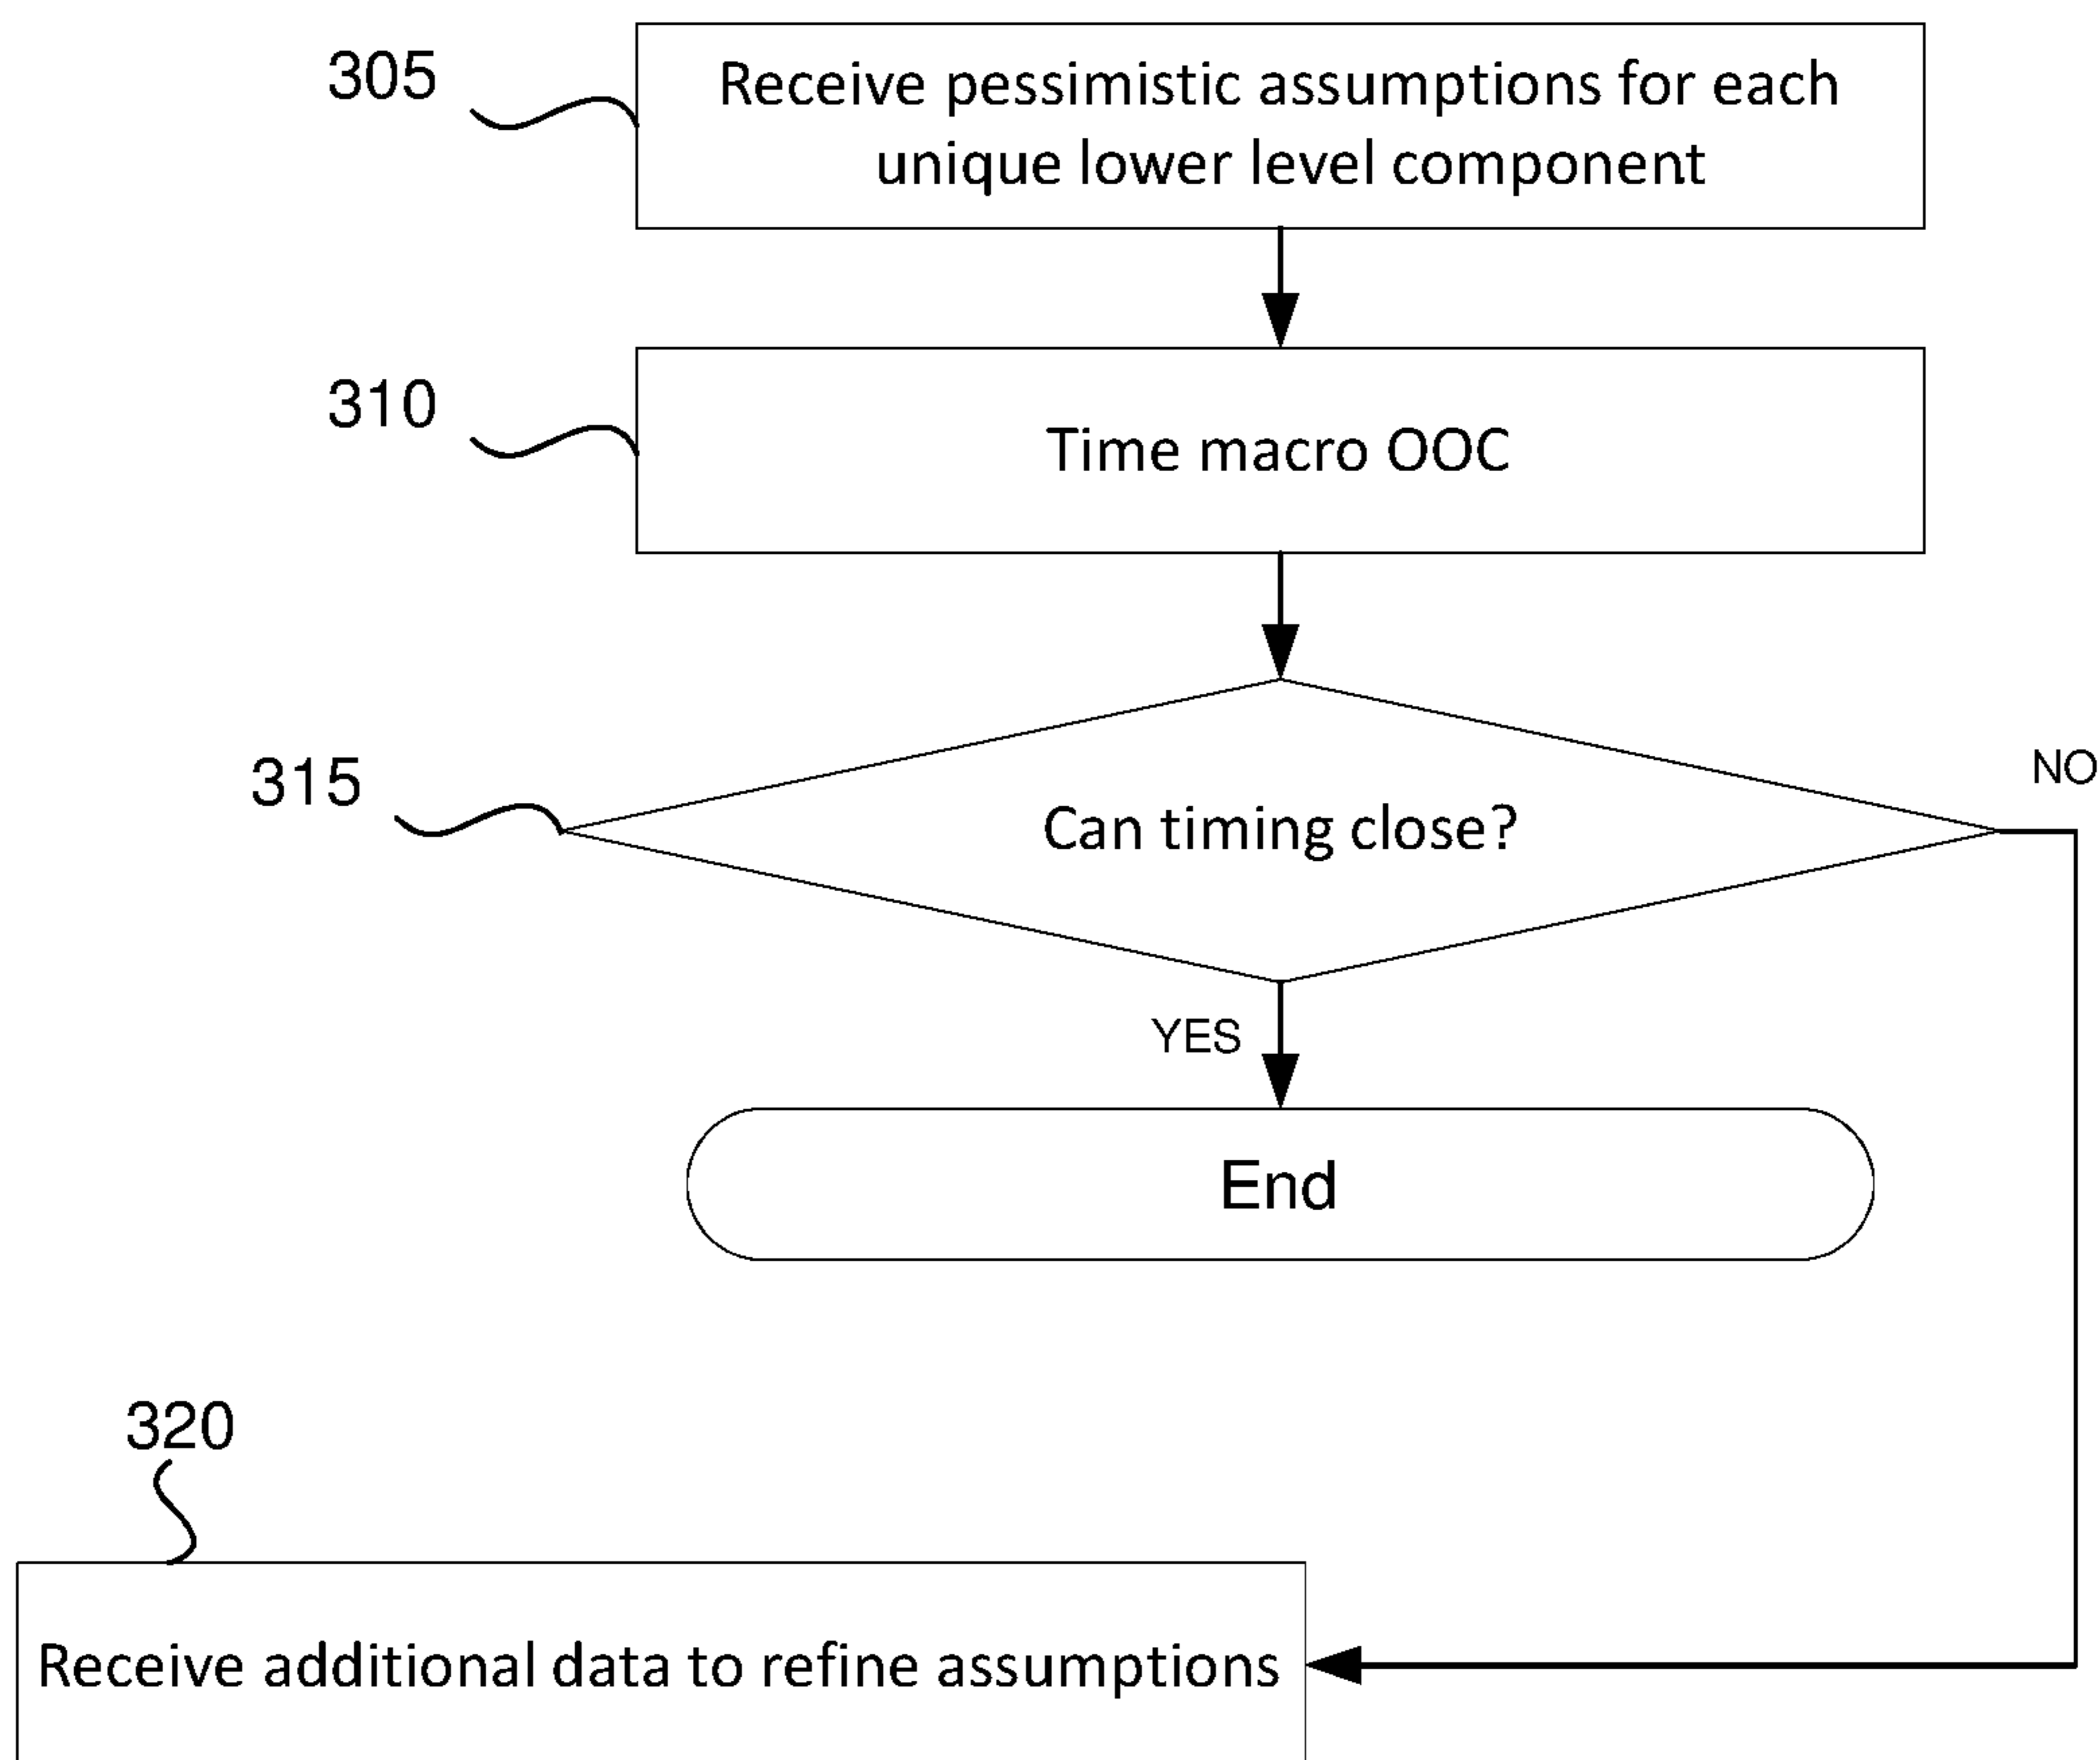 305
Receive pessimistic assumptions for each
unique lower level component
310
Time macro OOC
315
Can timing close?
NO
YES
End
320
Receive additional data to refine assumptions